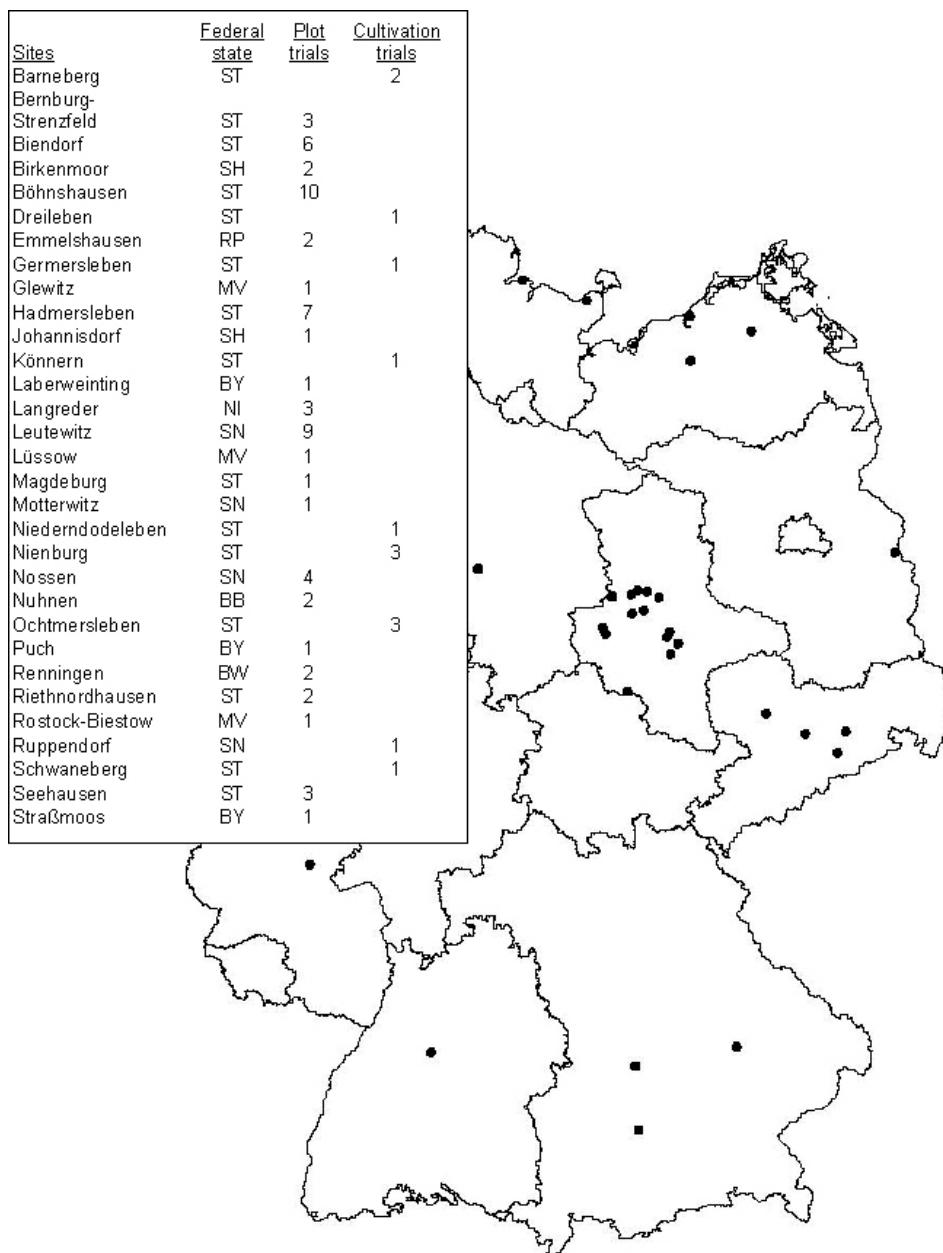 Federal Plot Cultivation
Sites state trials trials
Barneberg ST 2
Bernburg-
Strenzfeld ST 3
Biendorf ST 6
Birkenmoor SH 2
Böhnshausen ST 10
Dreileben ST 1
Emmelshausen RP 2
Germersleben ST 1
Glewitz MV 1
Hadmersleben ST 7
Johannisdorf SH 1
Könnern ST 1
Laberweinting BY 1
Langreder NI 3
Leutewitz SN 9
Lüssow MV 1
Magdeburg ST 1
Motterwitz SN 1
Niederndodeleben ST 1
Nienburg ST 3
Nossen SN 4
Nuhnen BB 2
Ochtmersleben ST 3
Puch BY 1
Renningen BW 2
Riethnordhausen ST 2
Rostock-Biestow MV 1
Ruppendorf SN 1
Schwaneberg ST 1
Seehausen ST 3
Straßmoos BY 1